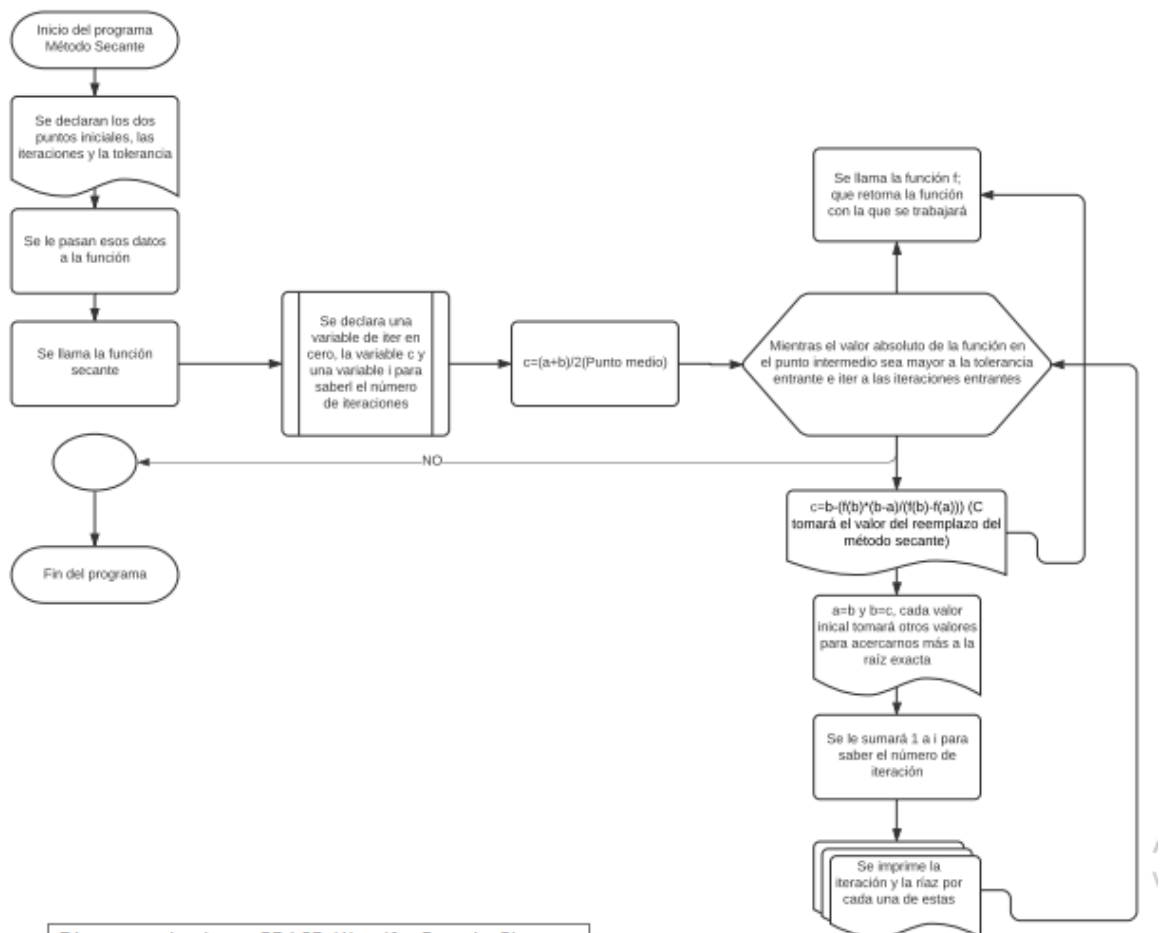 Inicio del programa
Método Secante
Se declaran los dos
puntos iniciales, las
iteraciones y la tolerancia
Se le pasan esos datos
a la función
Se llama la función
secante
Se declara una
variable de iter en
cero, la variable c y
una variable i para
saberl el número
de iteraciones
c=(a+b)/2(Punto medio)
Se llama la función f;
que retorna la función
con la que se trabajará
Mientras el valor absoluto de la función en
el punto intermedio sea mayor a la tolerancia
entrante e iter a las iteraciones entrantes
NO
c=b-(f(b)*(b-a)/(f(b)-f(a))) (C
tomará el valor del reemplazo del
método secante)
a=b y b=c, cada valor
inical tomará otros valores
para acercarnos más a la
raíz exacta
Se le sumará 1 a i para
saber el número de
iteración
Se imprime la
iteración y la ríaz por
cada una de estas
Fin del programa